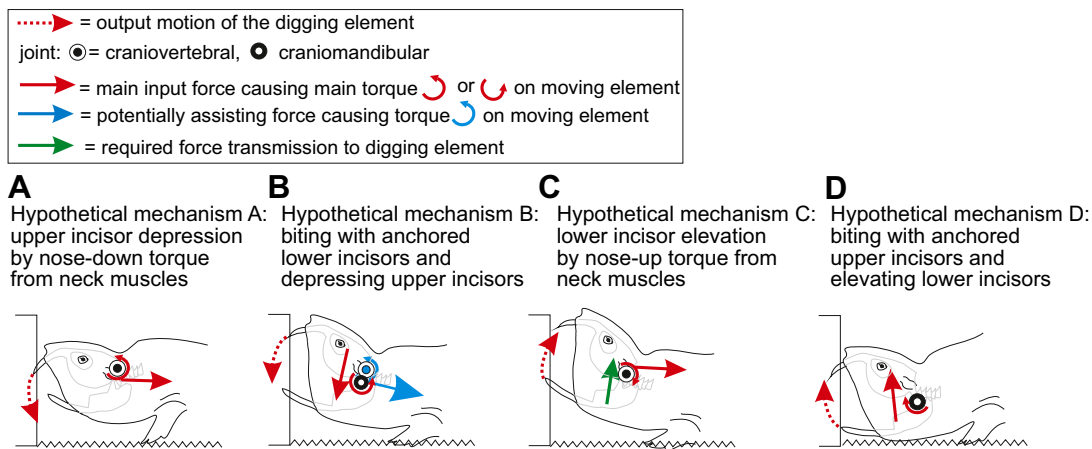 = output motion of the digging element
joint: = craniovertebral, craniomandibular
= main input force causing main torque or on moving element
= potentially assisting force causing torque on moving element
= required force transmission to digging element
A
Hypothetical mechanism A:
upper incisor depression
by nose-down torque
from neck muscles
B
Hypothetical mechanism B:
biting with anchored
lower incisors and
depressing upper incisors
C
Hypothetical mechanism C:
lower incisor elevation
by nose-up torque from
neck muscles
D
Hypothetical mechanism D:
biting with anchored
upper incisors and
elevating lower incisors